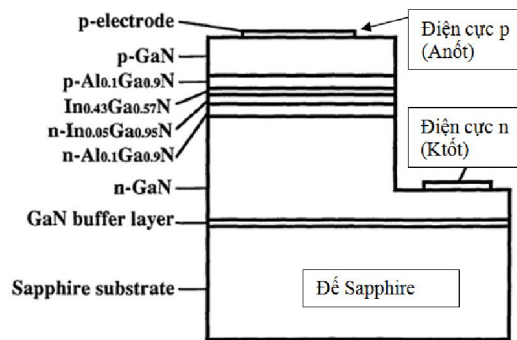 p-electrode
p-GaN
p-Al0.1Ga0.9N
In0.43Ga0.57N
n-In0.05Ga0.95N
n-Al0.1Ga0.9N
n-GaN
GaN buffer layer
Sapphire substrate
Điện cực p
(Anốt)
Điện cực n
(Ktốt)
Đế Sapphire